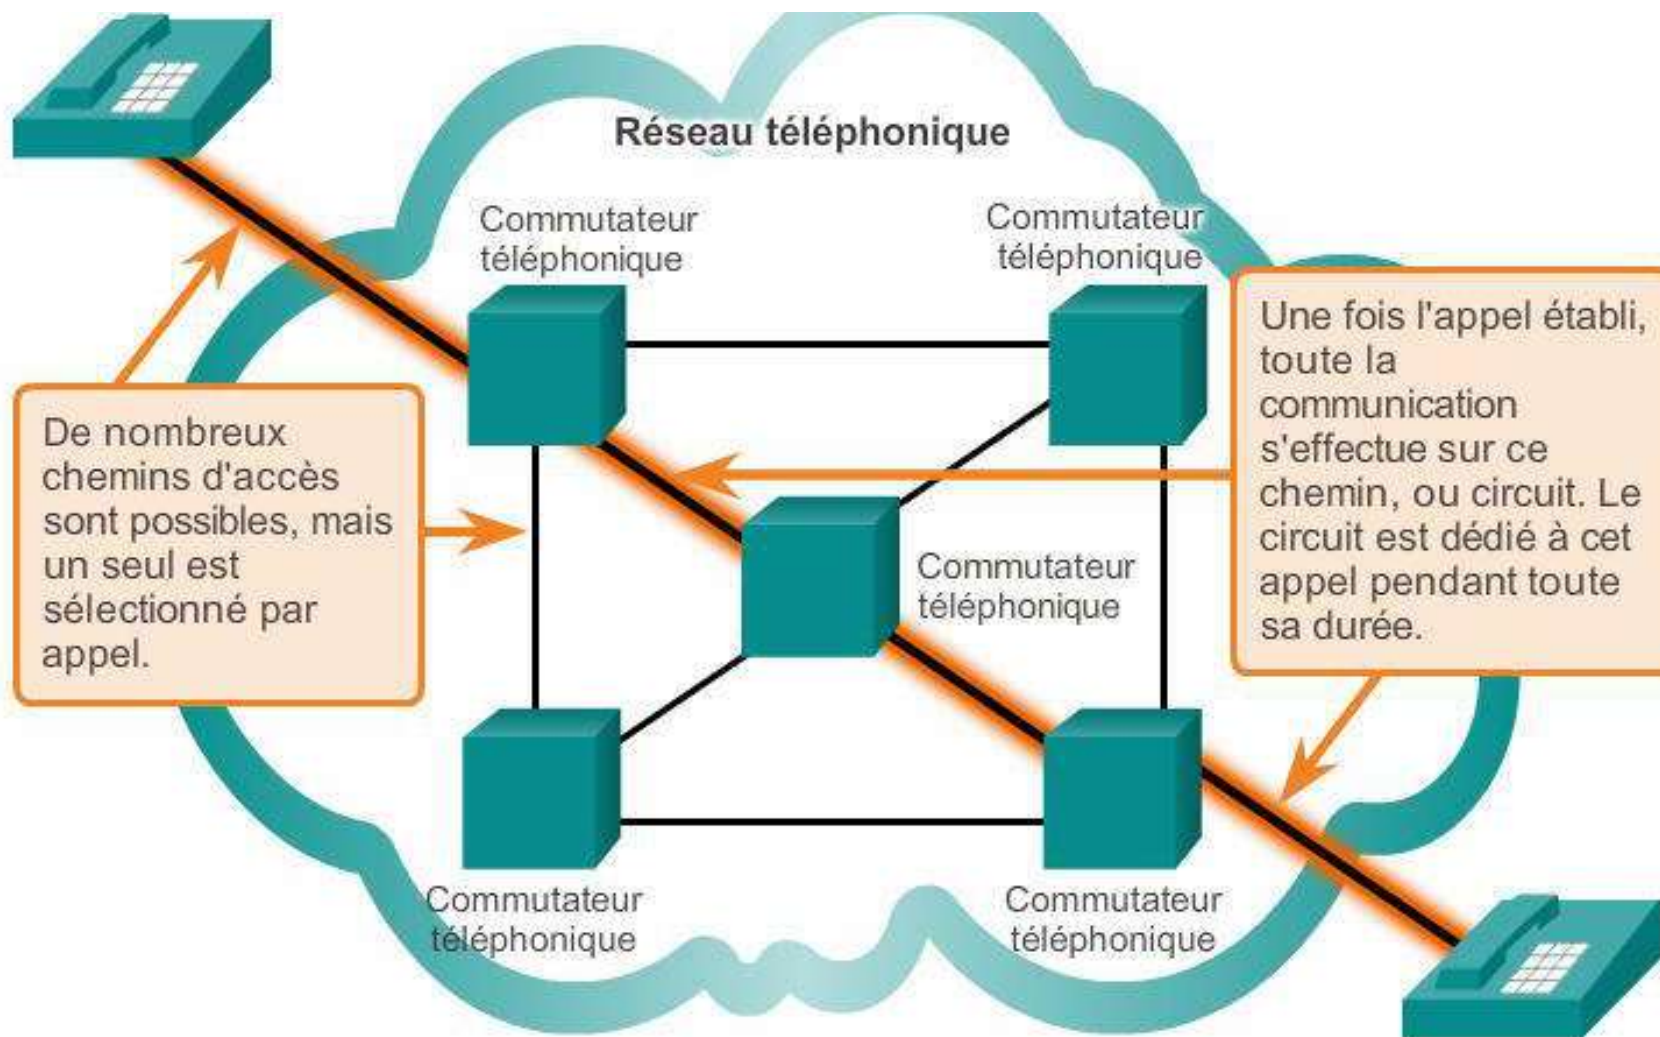 Réseau téléphonique
Commutateur
téléphonique
Commutateur
téléphonique
De nombreux
chemins d'accès
sont possibles, mais
un seul est
sélectionné par
appel.
Une fois l'appel établi,
toute la
communication
s'effectue sur ce
chemin, ou circuit. Le
circuit est dédié à cet
appel pendant toute
sa durée.
Commutateur
téléphonique
Commutateur
téléphonique
Commutateur
téléphonique